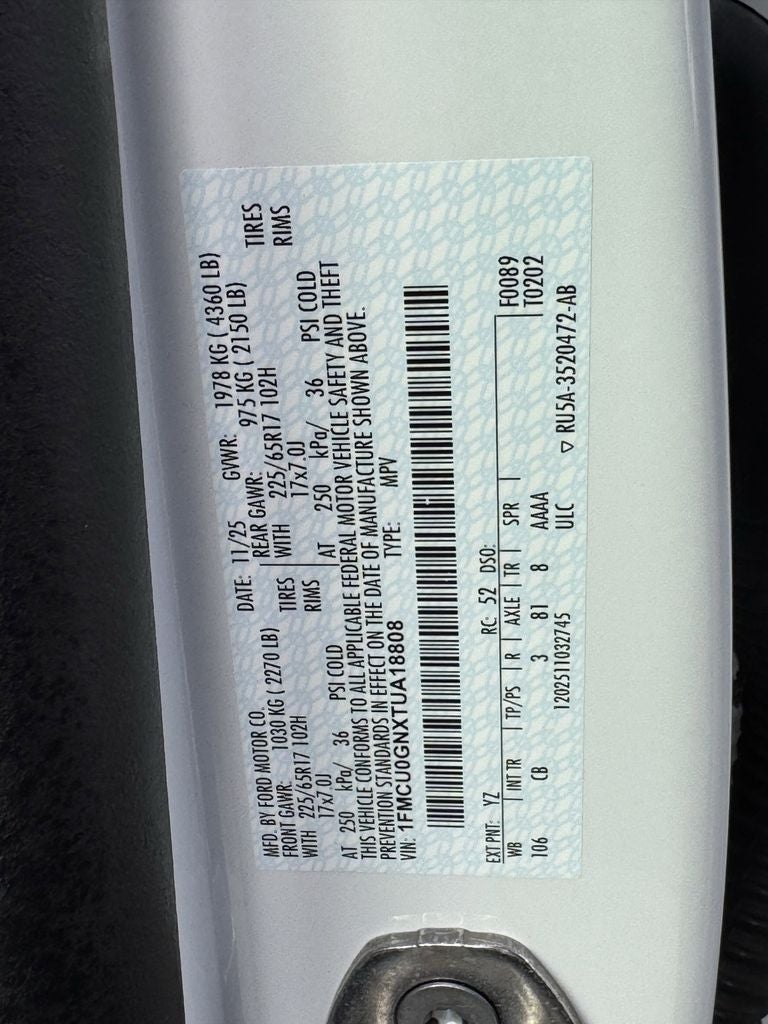 MFD. BY FORD MOTOR CO.
DATE: 11/25 GVWR: 1978 KG ( 4360 LB)
FRONT GAWR: 1030 KG ( 2270 LB) REAR GAWR: 975 KG ( 2150 LB)
WITH 225/65R17 102H TIRES WITH 225/65R17 102H TIRES
17x7.0J RIMS 17x7.0J RIMS
AT 250 kPa/ 36 PSI COLD AT 250 kPa/ 36 PSI COLD
THIS VEHICLE CONFORMS TO ALL APPLICABLE FEDERAL MOTOR VEHICLE SAFETY AND THEFT
PREVENTION STANDARDS IN EFFECT ON THE DATE OF MANUFACTURE SHOWN ABOVE.
VIN: 1FMCU0GNXTUA18808 TYPE: MPV
EXT PNT: YZ RC: 52 DSO: F0089
WB INT TR TP/PS R AXLE TR SPR T0202
106 CB 3 81 8 AAAA
1202511032745 ULC ▽ RU5A-3520472-AB